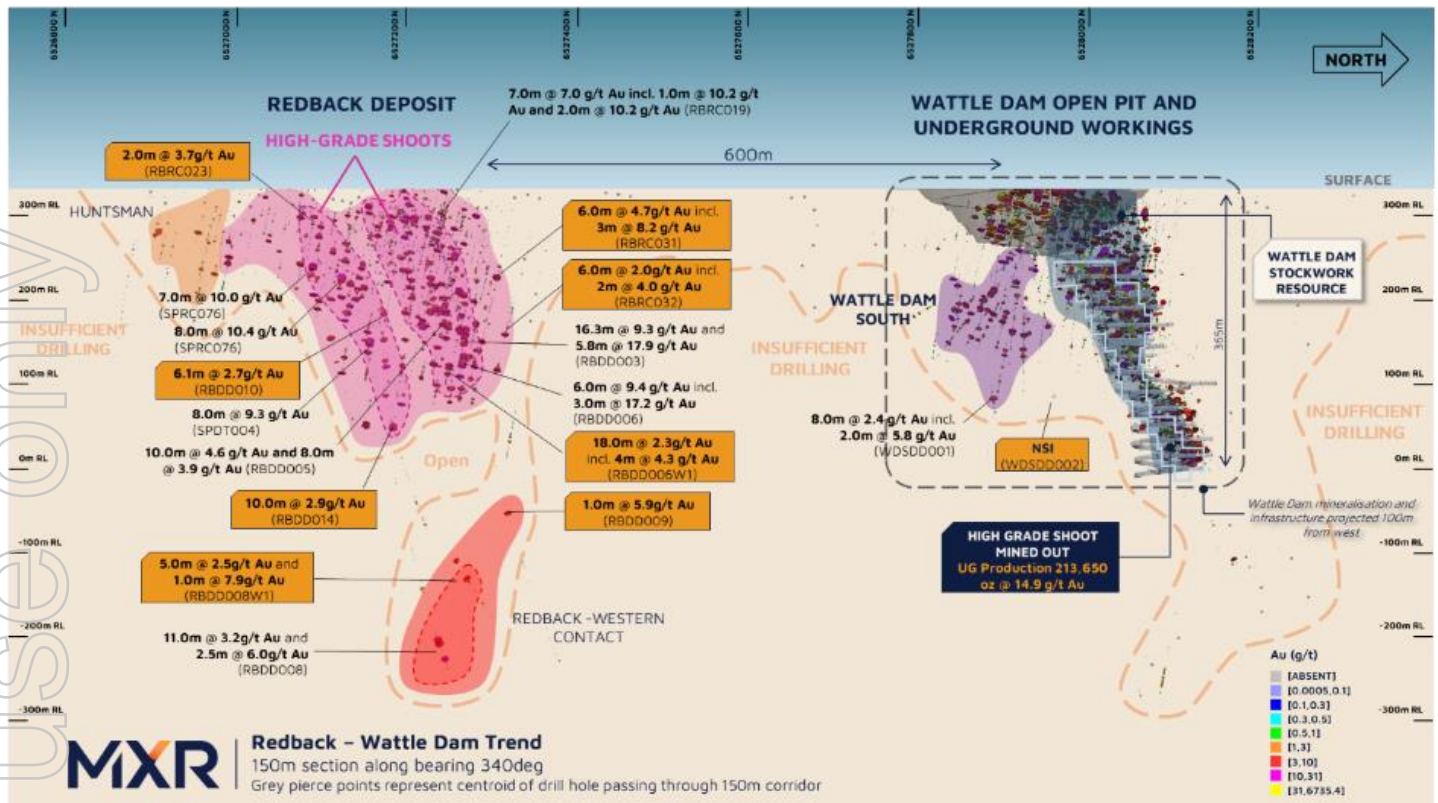 6526800 N
6527000 N
6527200 N
6527400 N
6527600 N
6527800 N
6528000 N
6528200 N
NORTH
REDBACK DEPOSIT
HIGH-GRADE SHOOTS
7.0m @ 7.0 g/t Au incl. 1.0m @ 10.2 g/t
Au and 2.0m @ 10.2 g/t Au (RBRC019)
WATTLE DAM OPEN PIT AND
UNDERGROUND WORKINGS
600m
2.0m @ 3.7g/t Au
(RBRC023)
SURFACE
300m RL
HUNTSMAN
300m RL
6.0m @ 4.7g/t Au incl.
3m @ 8.2 g/t Au
(RBRC031)
6.0m @ 2.0g/t Au incl.
2m @ 4.0 g/t Au
(RBRC032)
WATTLE DAM
STOCKWORK
RESOURCE
200m RL
200m RL
7.0m @ 10.0 g/t Au
(SPRC076)
8.0m @ 10.4 g/t Au
(SPRC076)
INSUFFICIENT
DRILLING
WATTLE DAM
SOUTH
365m
16.3m @ 9.3 g/t Au and
5.8m @ 17.9 g/t Au
(RBDD003)
INSUFFICIENT
DRILLING
6.1m @ 2.7g/t Au
(RBDD010)
100m RL
100m RL
6.0m @ 9.4 g/t Au incl.
3.0m @ 17.2 g/t Au
(RBDD006)
8.0m @ 9.3 g/t Au
(SPDT004)
10.0m @ 4.6 g/t Au and 8.0m
@ 3.9 g/t Au (RBDD005)
8.0m @ 2.4 g/t Au incl.
2.0m @ 5.8 g/t Au
(WDSDD001)
INSUFFICIENT
DRILLING
18.0m @ 2.3g/t Au
incl. 4m @ 4.3 g/t Au
(RBDD006W1)
NSI
(WDSDD002)
0m RL
Open
0m RL
10.0m @ 2.9g/t Au
(RBDD014)
1.0m @ 5.9g/t Au
(RBDD009)
Wattle Dam mineralisation and
infrastructure projected 100m
from west
-100m RL
-100m RL
HIGH GRADE SHOOT
MINED OUT
UG Production 213,650
oz @ 14.9 g/t Au
5.0m @ 2.5g/t Au and
1.0m @ 7.9g/t Au
(RBDDD08W1)
REDBACK -WESTERN
CONTACT
-200m RL
-200m RL
11.0m @ 3.2g/t Au and
2.5m @ 6.0g/t Au
(RBDD008)
-300m RL
-300m RL
Au (g/t)
[ABSENT]
[0.0005,0.1]
[0.1,0.3]
[0.3,0.5]
[0.5,1]
[1,3]
[3,10]
[10,31]
[31,6735.4]
MXR
Redback – Wattle Dam Trend
150m section along bearing 340deg
Grey pierce points represent centroid of drill hole passing through 150m corridor
use only